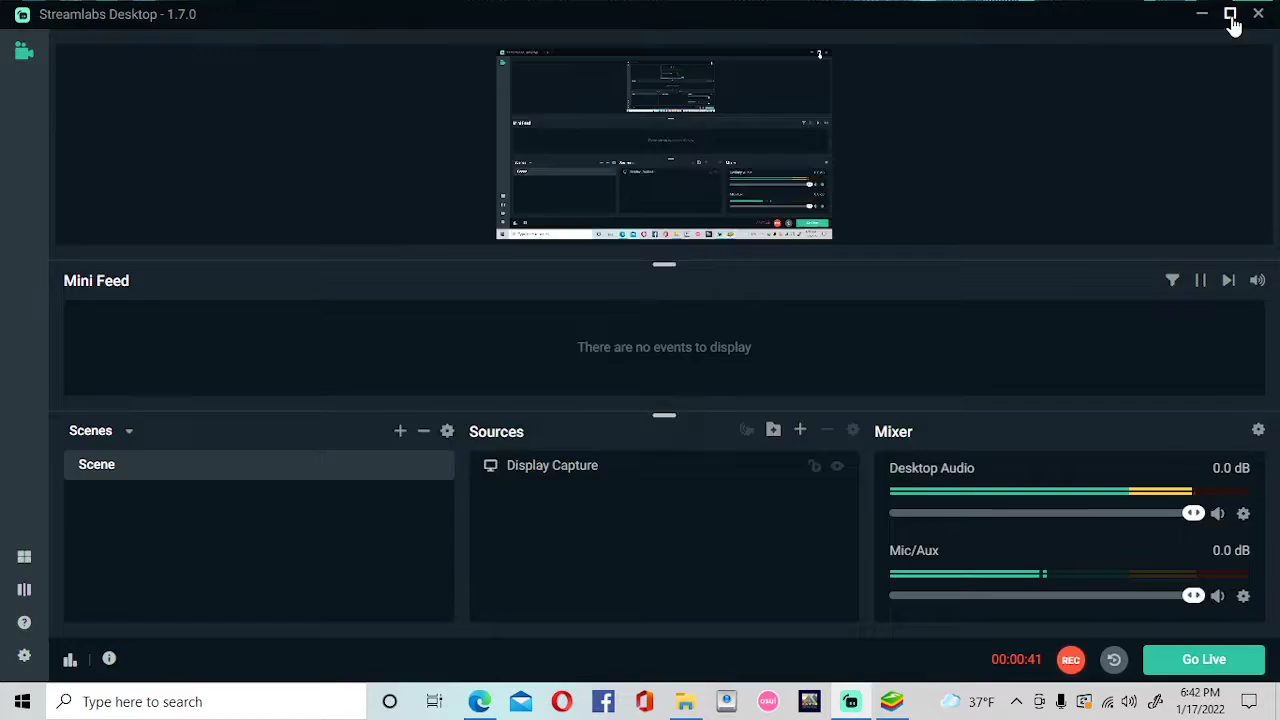 Streamlabs Desktop - 1.7.0
Mini Feed
There are no events to display
Scenes
Sources
Mixer
Scene
Display Capture
Desktop Audio
0.0 dB
Mic/Aux
0.0 dB
00:00:41
REC
Go Live
Type here to search
osu!
37°F
6:42 PM
1/17/2022